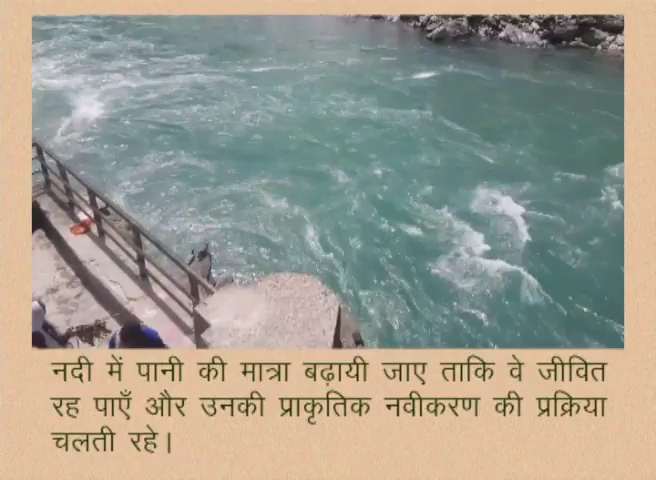 नदी में पानी की मात्रा बढ़ायी जाए ताकि वे जीवित
रह पाएँ और उनकी प्राकृतिक नवीकरण की प्रक्रिया
चलती रहे।